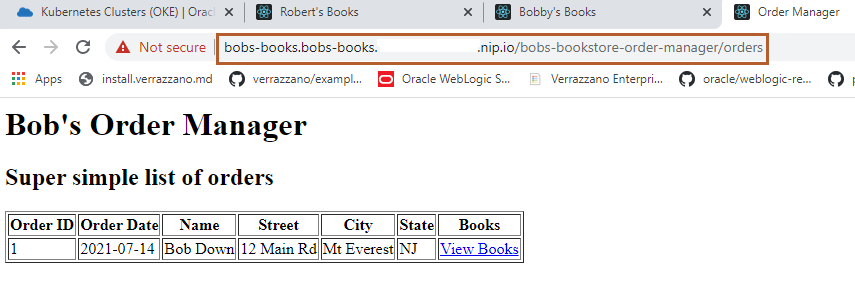 Kubernetes Clusters (OKE) | Orac
Robert's Books
Bobby's Books
Order Manager
Not secure
bobs-books.bobs-books. .nip.io/bobs-bookstore-order-manager/orders
Apps
install.verrazzano.md
verrazzano/exampl...
Oracle WebLogic S...
Verrazzano Enterpri...
oracle/weblogic-re...
Bob's Order Manager
Super simple list of orders
Order ID Order Date Name Street City State Books
1 2021-07-14 Bob Down 12 Main Rd Mt Everest NJ View Books